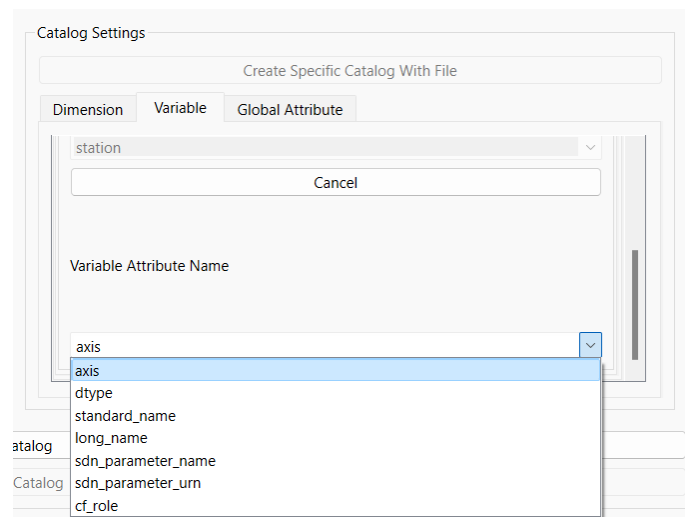 Catalog Settings
Create Specific Catalog With File
Dimension Variable Global Attribute
station
Cancel
Variable Attribute Name
axis
axis
dtype
standard_name
long_name
sdn_parameter_name
sdn_parameter_urn
cf_role
atalog
Catalog